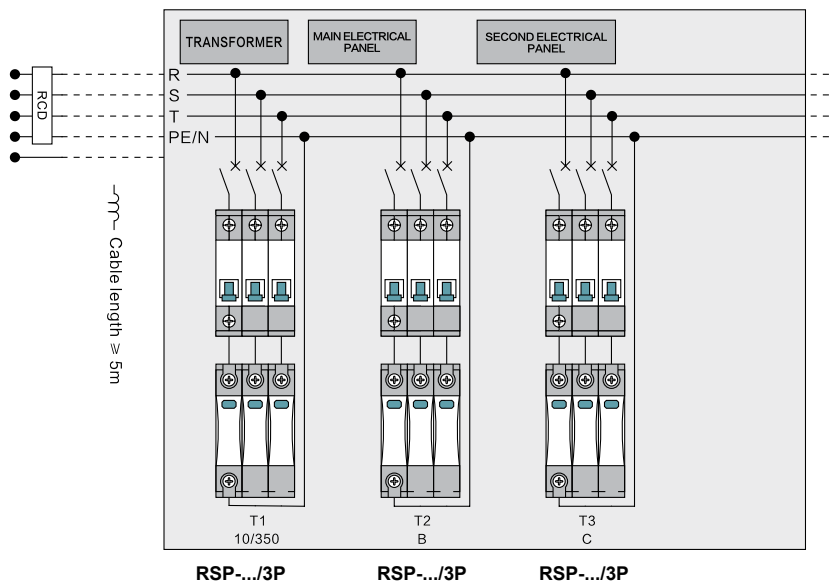 TRANSFORMER
MAIN ELECTRICAL
PANEL
SECOND ELECTRICAL
PANEL
R
S
T
PE/N
RCD
Cable length ≥ 5m
T1
10/350
T2
B
T3
C
RSP-.../3P
RSP-.../3P
RSP-.../3P